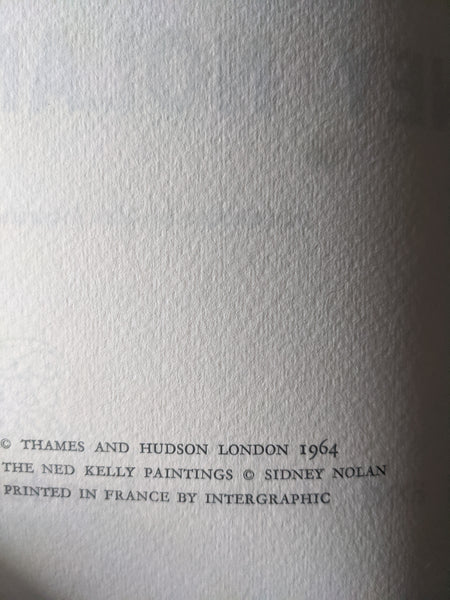 © THAMES AND HUDSON LONDON 1964
THE NED KELLY PAINTINGS © SIDNEY NOLAN
PRINTED IN FRANCE BY INTERGRAPHIC